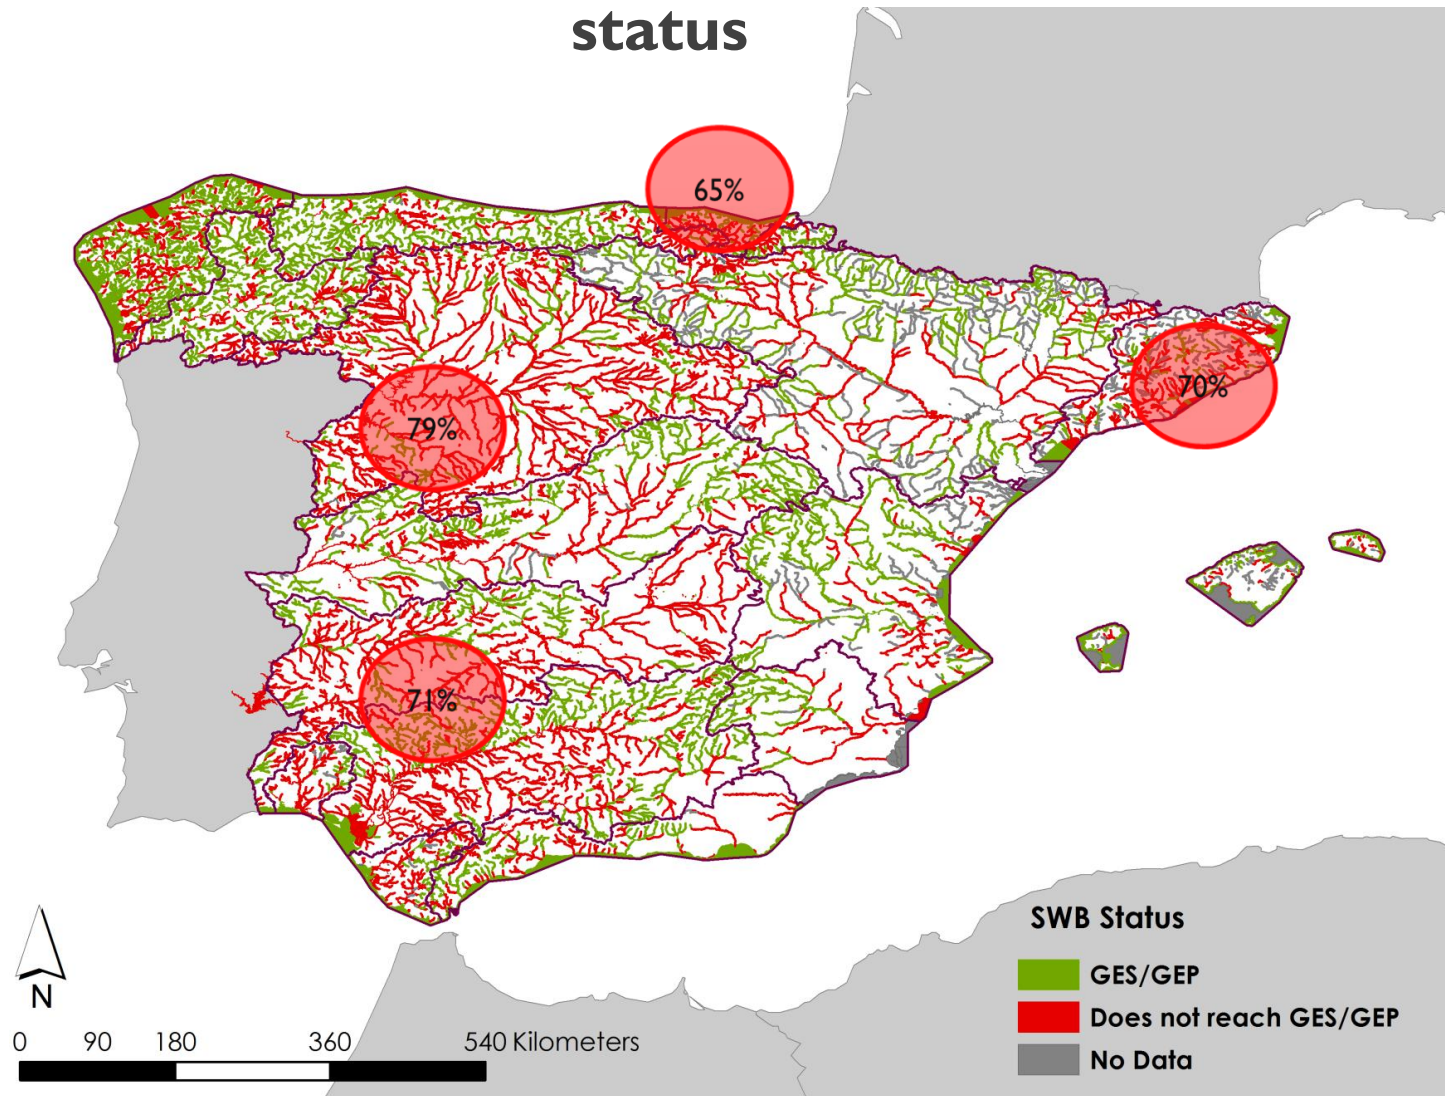 status
65%
70%
79%
71%
SWB Status
GES/GEP
Does not reach GES/GEP
No Data
N
0 90 180 360 540 Kilometers